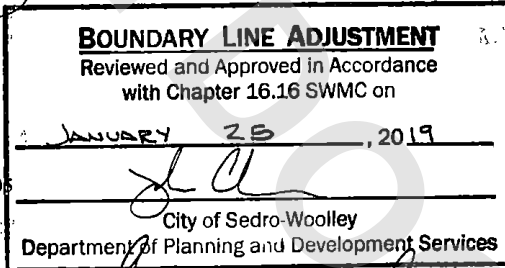 BOUNDARY LINE ADJUSTMENT
Reviewed and Approved in Accordance
with Chapter 16.16 SWMC on
JANUARY 25, 2019
City of Sedro-Woolley
Department of Planning and Development Services